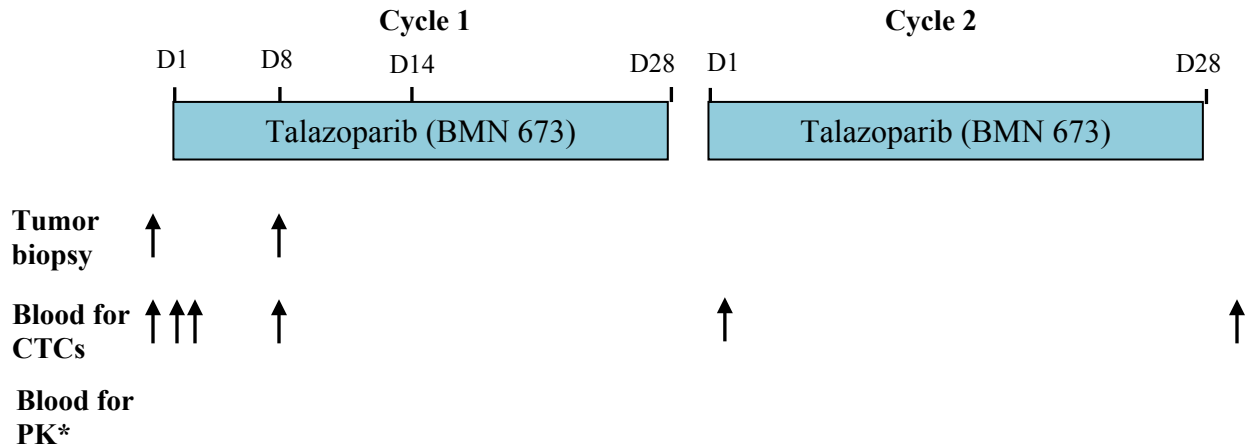 Cycle 1
Cycle 2
D1
D8
D14
D28
D1
D28
Talazoparib (BMN 673)
Talazoparib (BMN 673)
Tumor
biopsy
Blood for
CTCs
Blood for
PK*